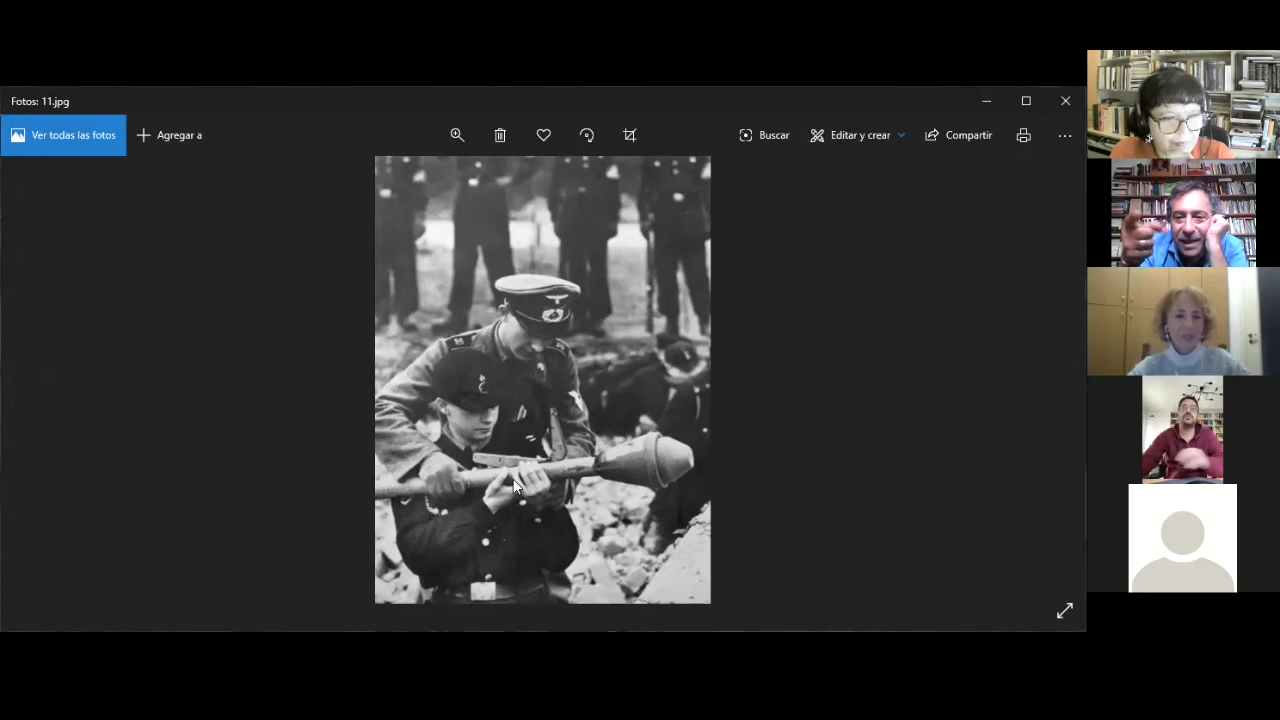 Fotos: 11.jpg
Ver todas las fotos
Agregar a
Buscar
Editar y crear
Compartir